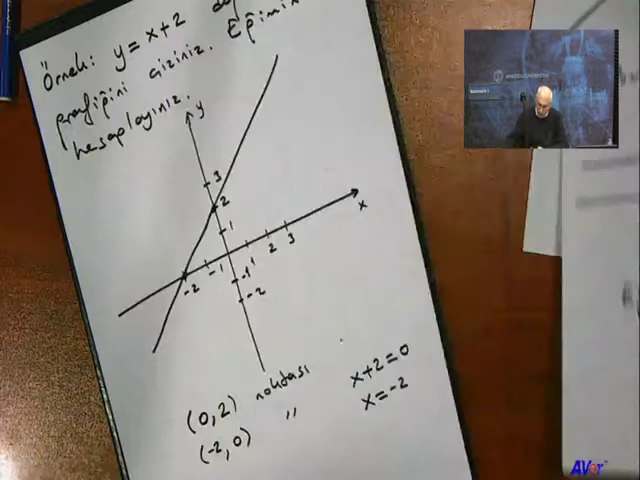 Örnek: y = x+2
grafiğini çiziniz. Eğimin
hesaplayınız.
y
3
2
1
x
-2 -1 1 2 3
-1
-2
(0,2) noktası x+2=0
(-2,0) " x=-2
AVer